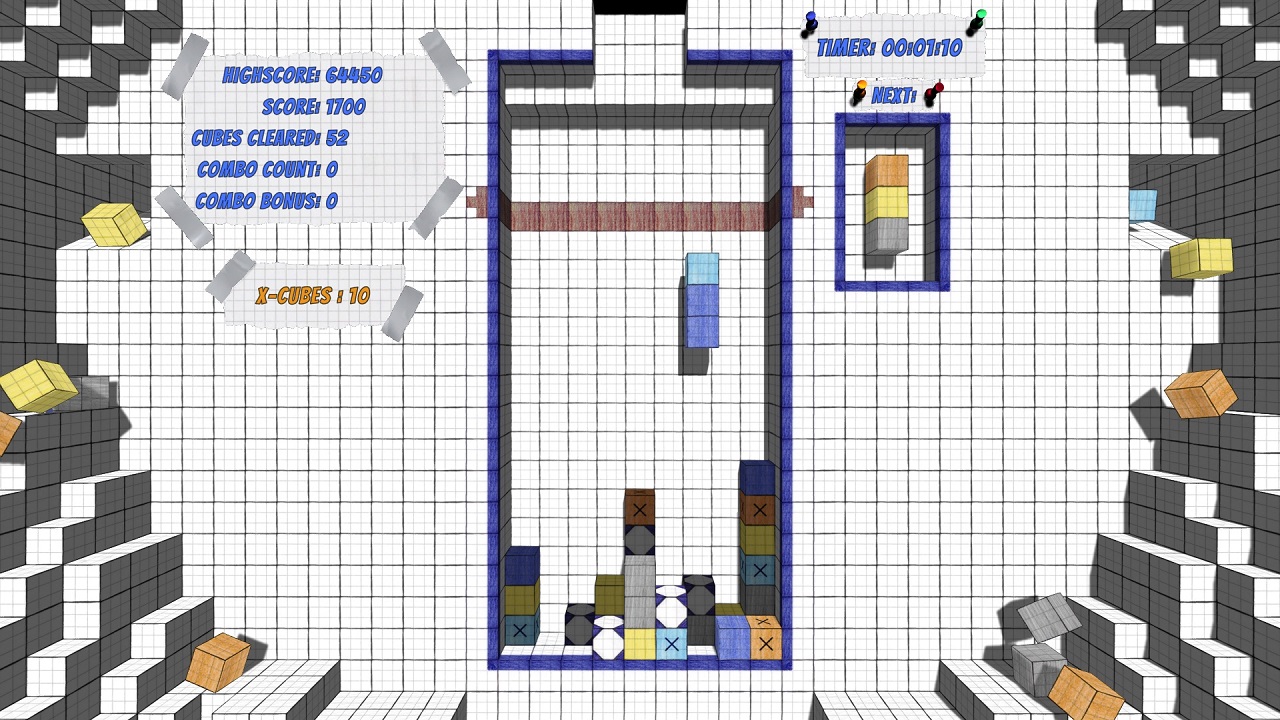 HIGHSCORE: 64450
SCORE: 1700
CUBES CLEARED: 52
COMBO COUNT: 0
COMBO BONUS: 0
X-CUBES : 10
TIMER: 00:01:10
NEXT: